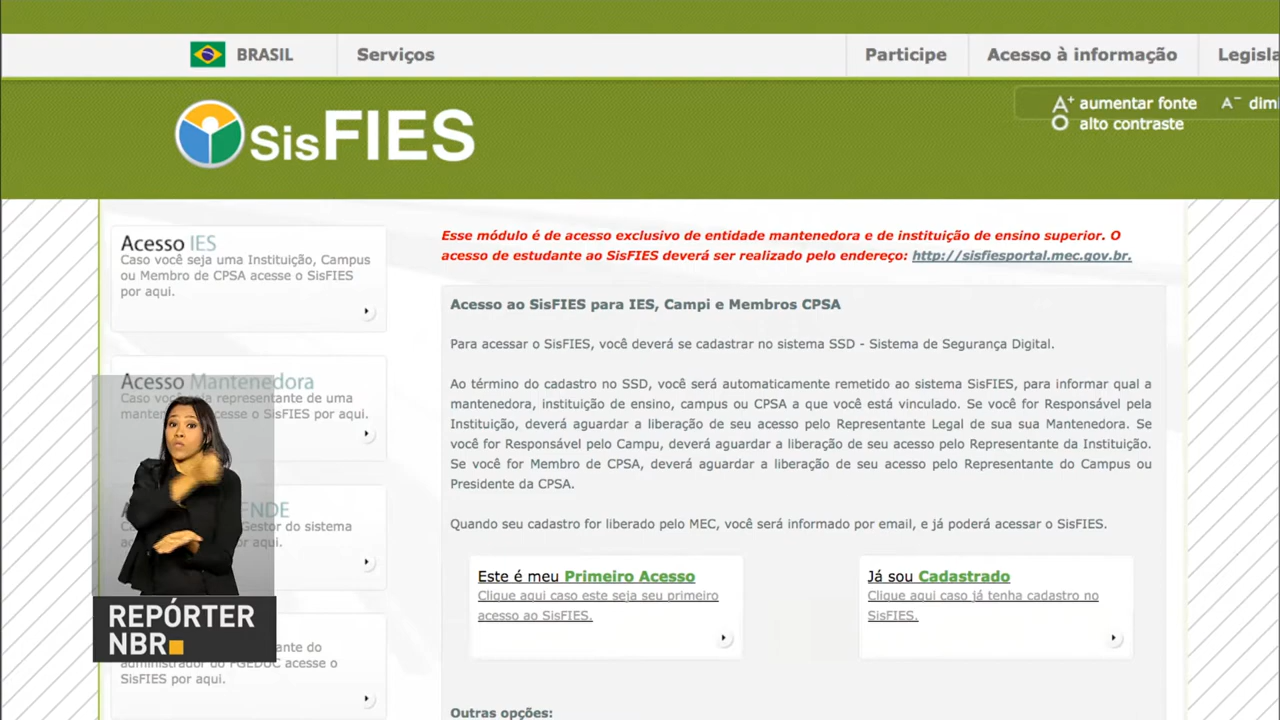 BRASIL
Serviços
Participe
Acesso à informação
A+ aumentar fonte
A-
alto contraste
SisFIES
Acesso IES
Caso você seja uma Instituição, Campus
ou Membro de CPSA acesse o SisFIES
por aqui.
Acesso Mantenedora
Caso você seja representante de uma
acesse o SisFIES por aqui.
Gestor do sistema
por aqui.
administrador do FGEDUC acesse o
SisFIES por aqui.
Esse módulo é de acesso exclusivo de entidade mantenedora e de instituição de ensino superior. O
acesso de estudante ao SisFIES deverá ser realizado pelo endereço: http://sisfiesportal.mec.gov.br.
Acesso ao SisFIES para IES, Campi e Membros CPSA
Para acessar o SisFIES, você deverá se cadastrar no sistema SSD - Sistema de Segurança Digital.
Ao término do cadastro no SSD, você será automaticamente remetido ao sistema SisFIES, para informar qual a
mantenedora, instituição de ensino, campus ou CPSA a que você está vinculado. Se você for Responsável pela
Instituição, deverá aguardar a liberação de seu acesso pelo Representante Legal de sua sua Mantenedora. Se
você for Responsável pelo Campu, deverá aguardar a liberação de seu acesso pelo Representante da Instituição.
Se você for Membro de CPSA, deverá aguardar a liberação de seu acesso pelo Representante do Campus ou
Presidente da CPSA.
Quando seu cadastro for liberado pelo MEC, você será informado por email, e já poderá acessar o SisFIES.
Este é meu Primeiro Acesso
Clique aqui caso este seja seu primeiro
acesso ao SisFIES.
Já sou Cadastrado
Clique aqui caso já tenha cadastro no
SisFIES.
Outras opções:
REPÓRTER
NBR